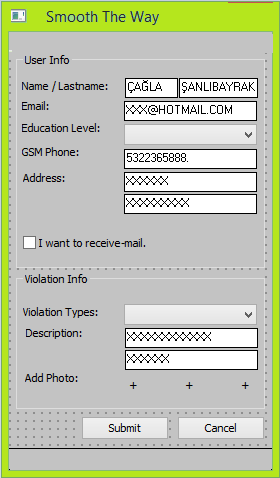 Smooth The Way
User Info
Name / Lastname: ÇAĞLA ŞANLIBAYRAK
Email: XXX@HOTMAIL.COM
Education Level:
GSM Phone: 5322365888.
Address: XXXXXX
XXXXXXXXX
I want to receive-mail.
Violation Info
Violation Types:
Description: XXXXXXXXXXXX
XXXXXX
Add Photo: + + +
Submit Cancel